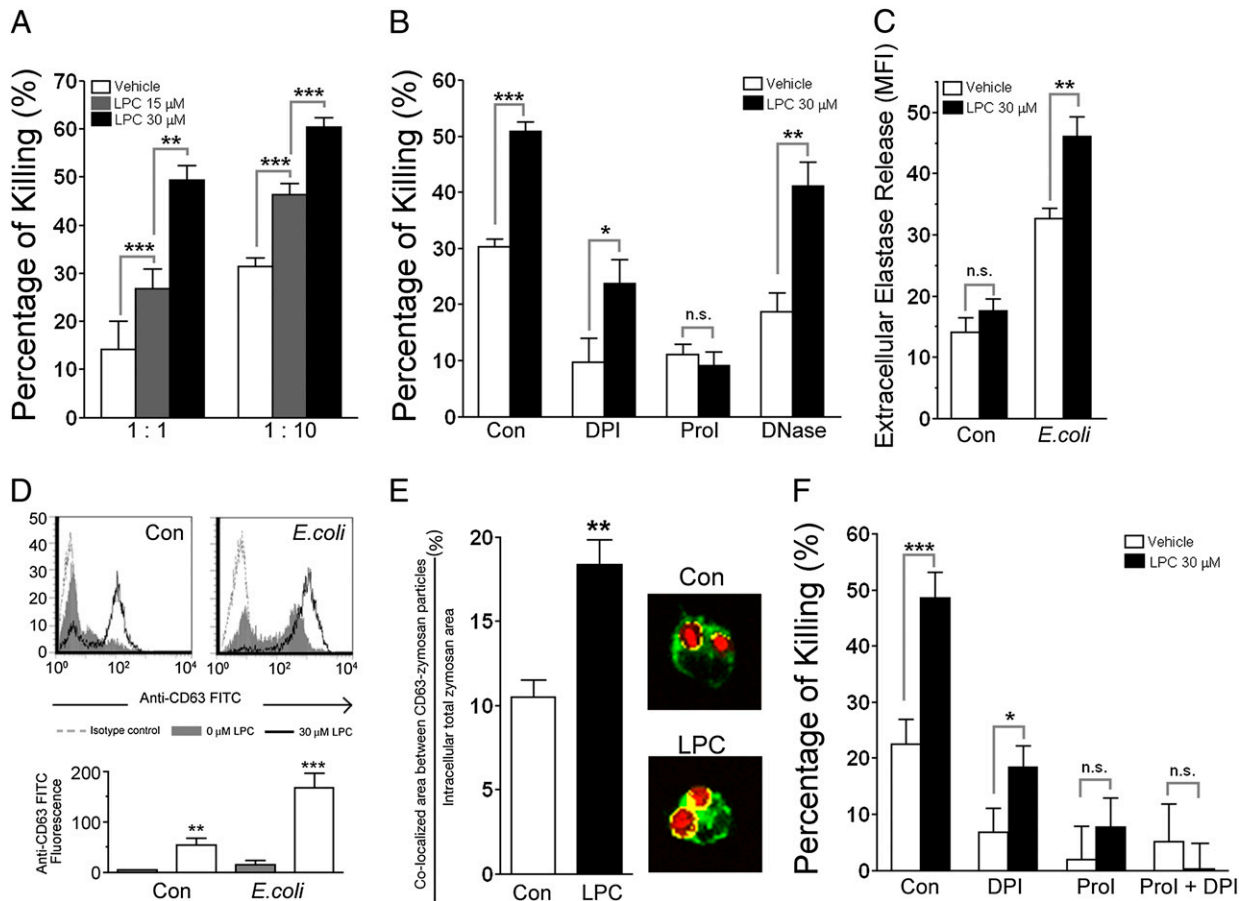 A
Percentage of Killing (%)
70
60
50
40
30
20
10
0
Vehicle
LPC 15 µM
LPC 30 µM
***
**
***
***
1 : 1
1 : 10
B
Percentage of Killing (%)
60
50
40
30
20
10
0
Vehicle
LPC 30 µM
***
*
n.s.
**
Con
DPI
ProI
DNase
C
Extracellular Elastase Release (MFI)
50
40
30
20
10
0
Vehicle
LPC 30 µM
n.s.
**
Con
E.coli
D
50
40
30
20
10
0
Con
E.coli
10⁰ 10² 10⁴
10⁰ 10² 10⁴
Anti-CD63 FITC
Isotype control
0 µM LPC
30 µM LPC
Anti-CD63 FITC
Fluorescence
200
100
0
**
***
Con
E.coli
E
Co-localized area between CD63-zymosan particles
Intracellular total zymosan area
(%)
20
15
10
5
0
**
Con
LPC
Con
LPC
F
Percentage of Killing (%)
60
50
40
30
20
10
0
Vehicle
LPC 30 µM
***
*
n.s.
n.s.
Con
DPI
ProI
ProI + DPI